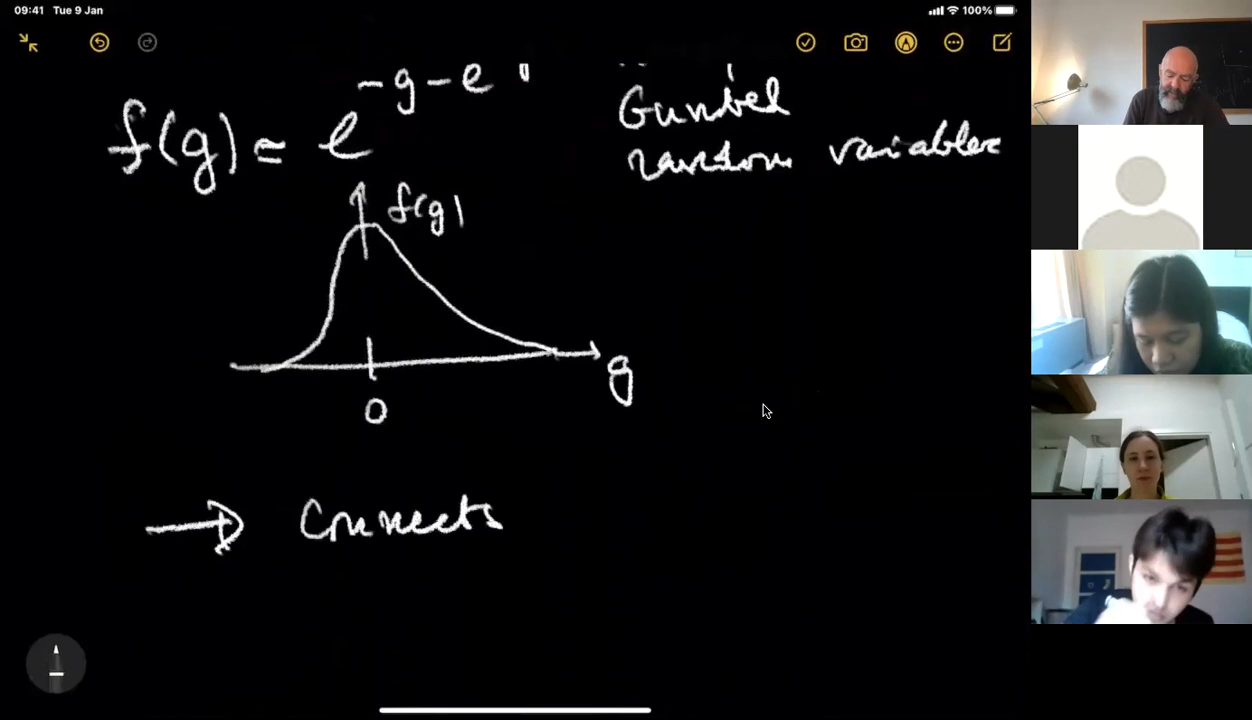 09:41 Tue 9 Jan
100%
f(g) = e^{-g-e
Gumbel
random variables
f(g)
g
0
Connects